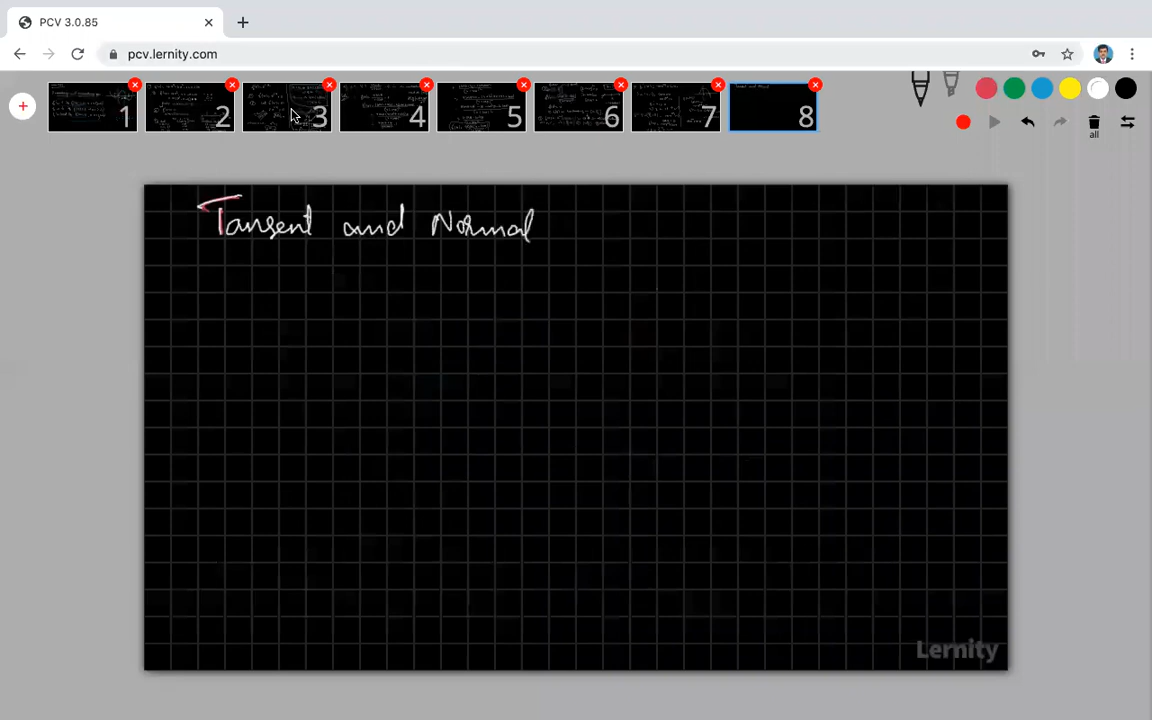 PCV 3.0.85
pcv.lernity.com
1 2 3 4 5 6 7 8
all
Tangent and Normal
Lernity